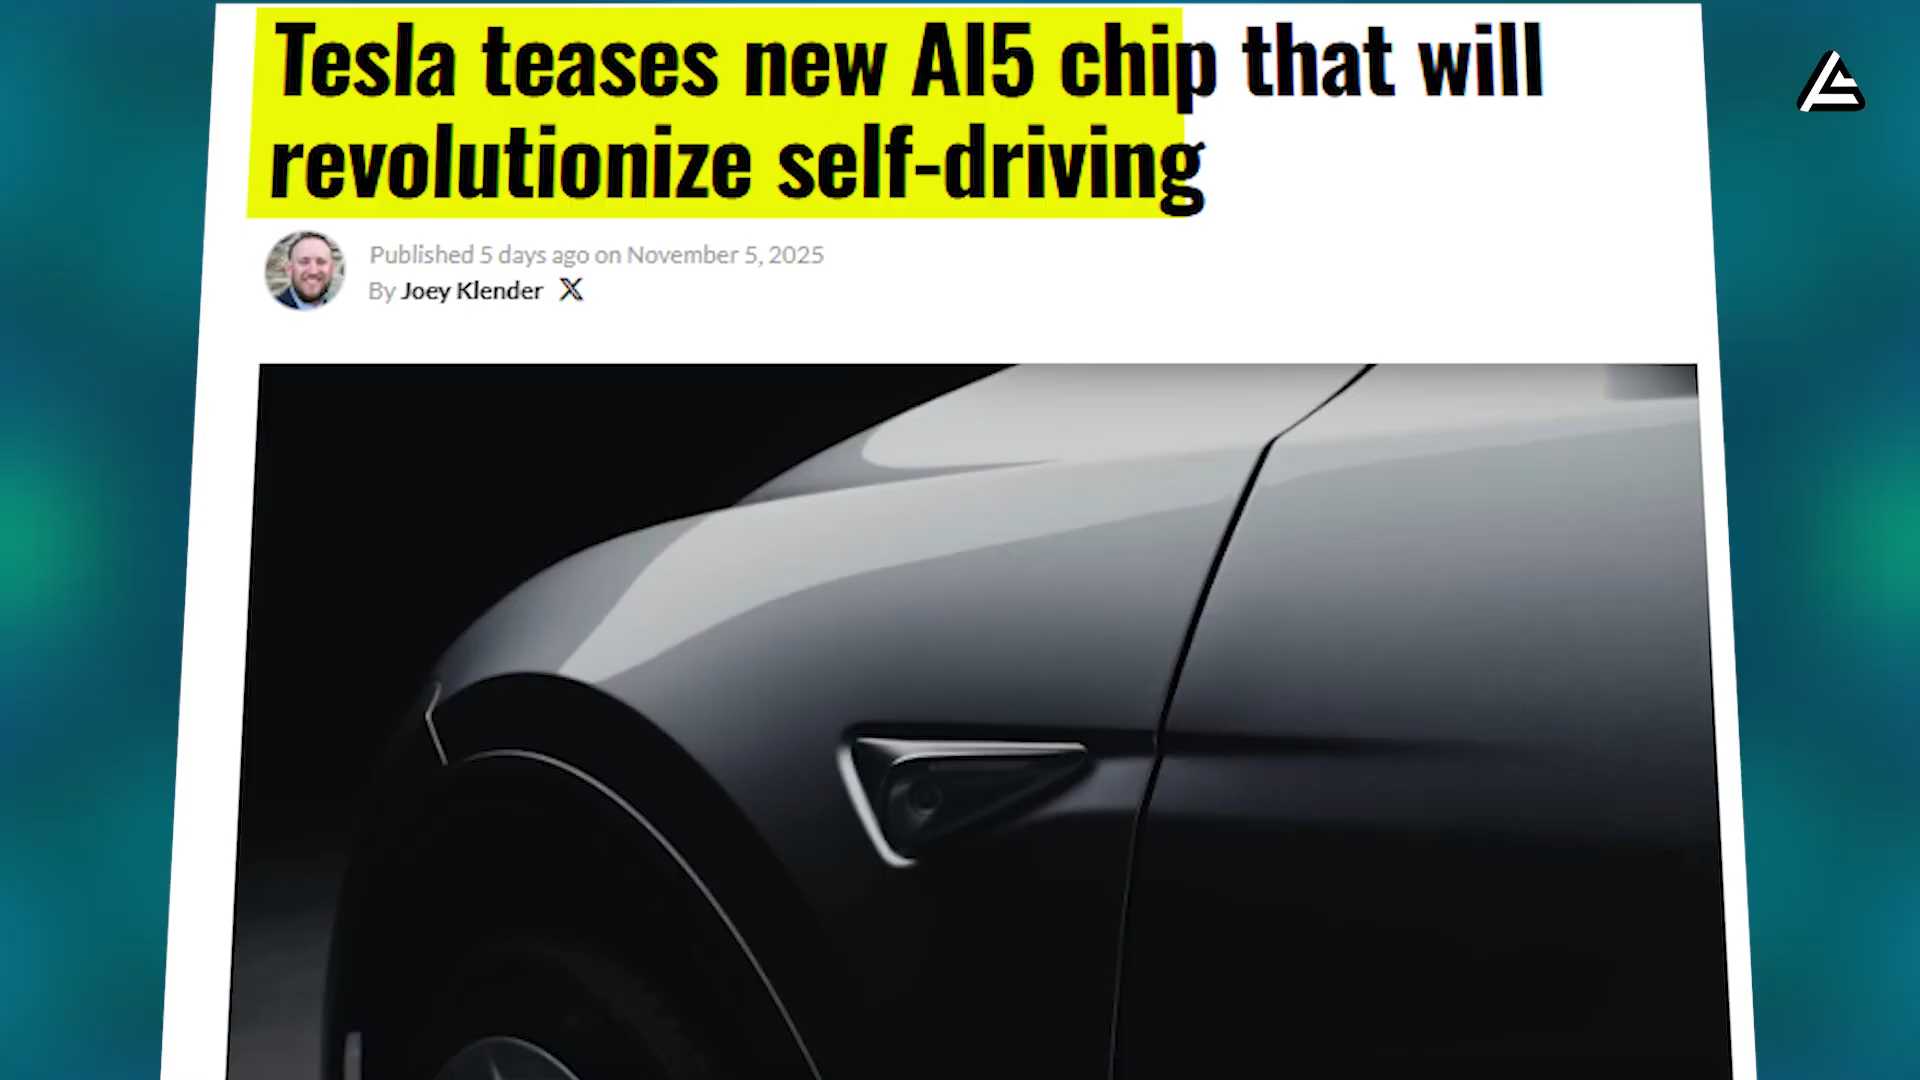 Tesla teases new AI5 chip that will
revolutionize self-driving
Published 5 days ago on November 5, 2025
By Joey Klender X